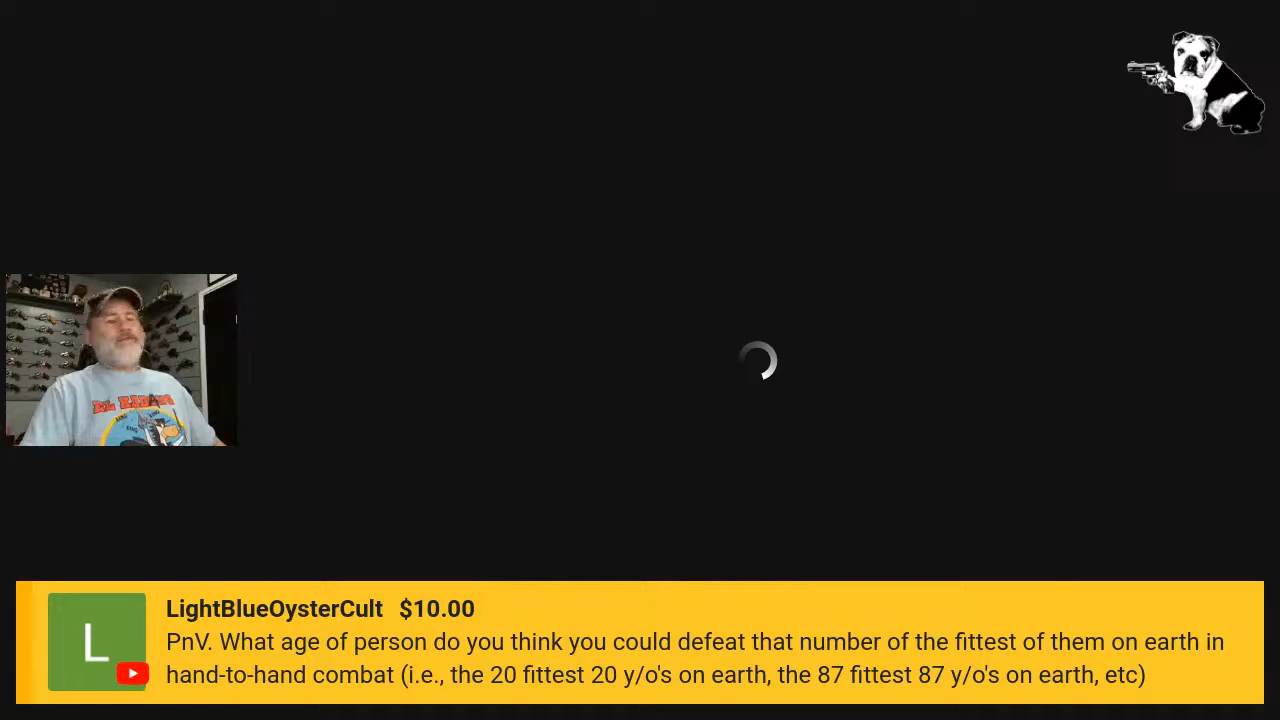 LightBlueOysterCult $10.00
PnV. What age of person do you think you could defeat that number of the fittest of them on earth in
hand-to-hand combat (i.e., the 20 fittest 20 y/o's on earth, the 87 fittest 87 y/o's on earth, etc)
L